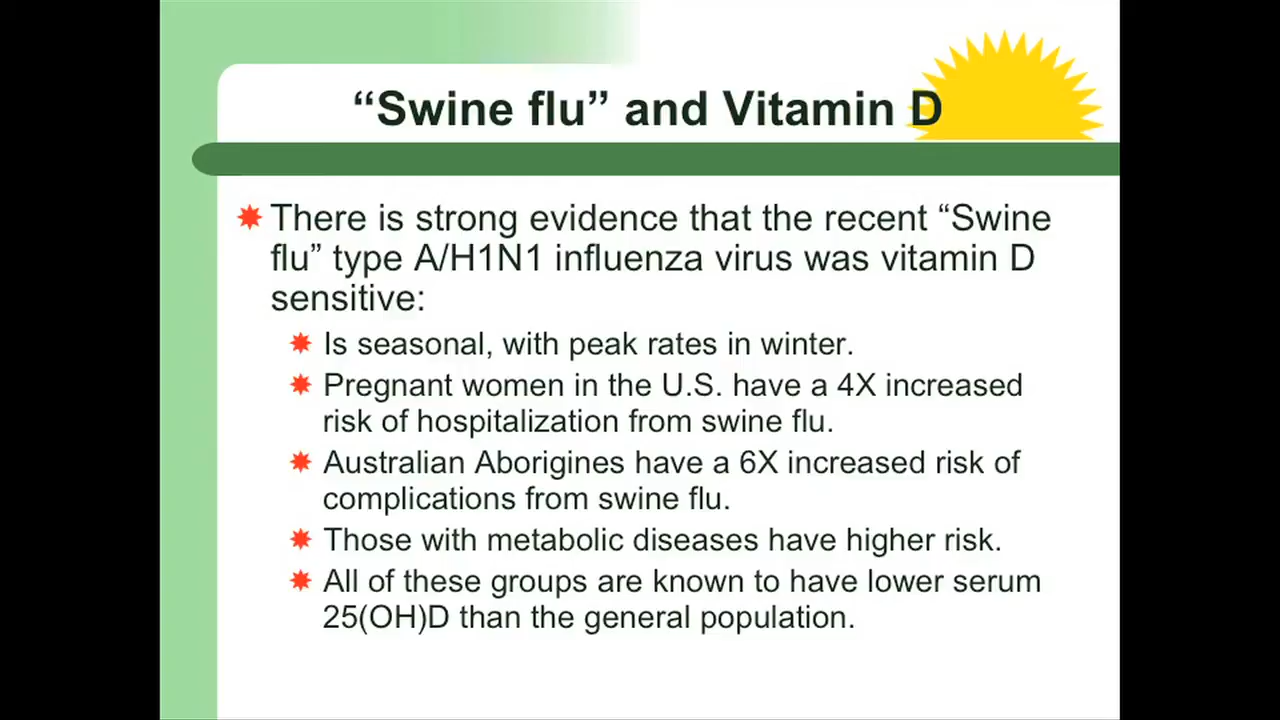 “Swine flu” and Vitamin D
There is strong evidence that the recent “Swine
flu” type A/H1N1 influenza virus was vitamin D
sensitive:
Is seasonal, with peak rates in winter.
Pregnant women in the U.S. have a 4X increased
risk of hospitalization from swine flu.
Australian Aborigines have a 6X increased risk of
complications from swine flu.
Those with metabolic diseases have higher risk.
All of these groups are known to have lower serum
25(OH)D than the general population.